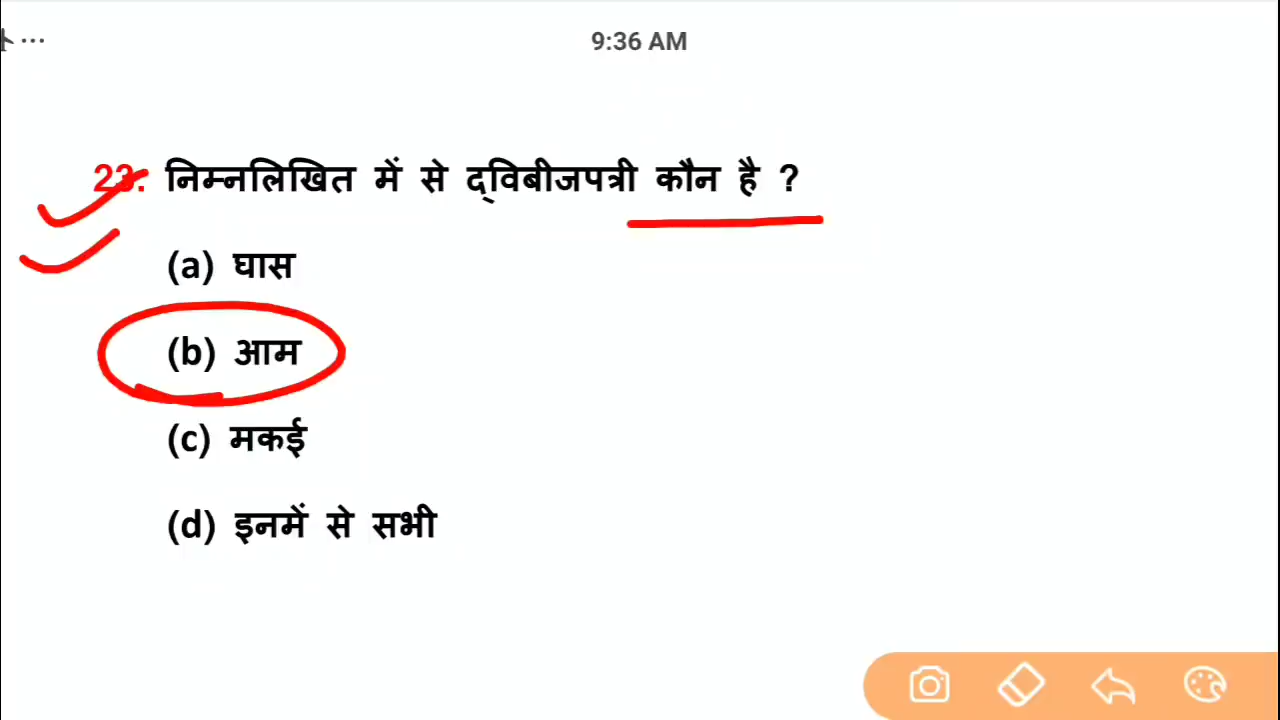 9:36 AM
23. निम्नलिखित में से द्विबीजपत्री कौन है ?
(a) घास
(b) आम
(c) मकई
(d) इनमें से सभी